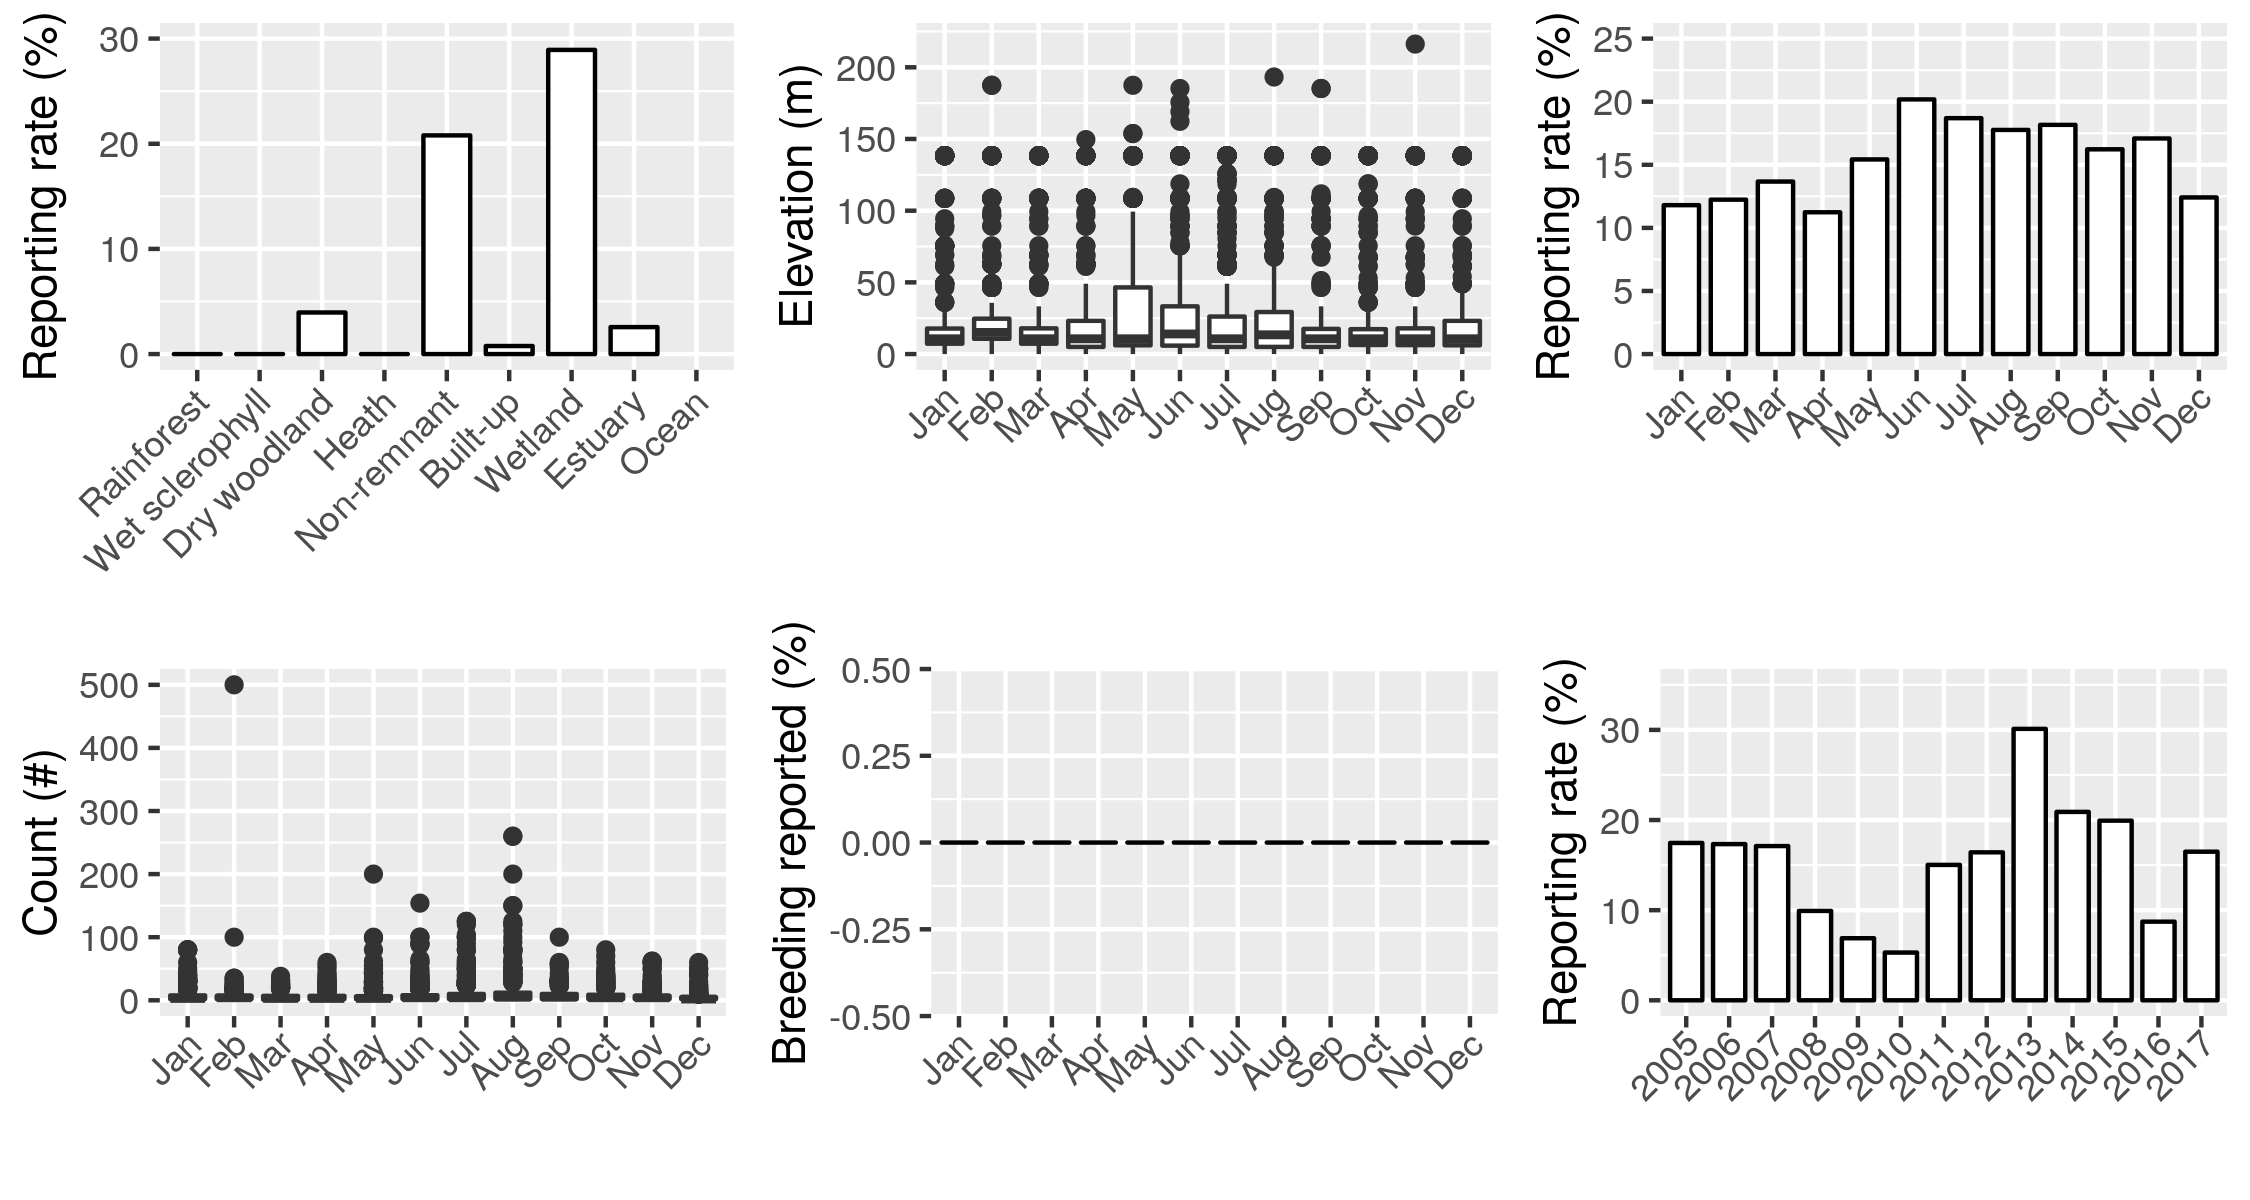 Reporting rate (%)
30
20
10
0
Rainforest
Wet sclerophyll
Dry woodland
Heath
Non-remnant
Built-up
Wetland
Estuary
Ocean
Elevation (m)
200
150
100
50
0
Jan Feb Mar Apr May Jun Jul Aug Sep Oct Nov Dec
Reporting rate (%)
25
20
15
10
5
0
Jan Feb Mar Apr May Jun Jul Aug Sep Oct Nov Dec
Count (#)
500
400
300
200
100
0
Jan Feb Mar Apr May Jun Jul Aug Sep Oct Nov Dec
Breeding reported (%)
0.50
0.25
0.00
-0.25
-0.50
Jan Feb Mar Apr May Jun Jul Aug Sep Oct Nov Dec
Reporting rate (%)
30
20
10
0
2005 2006 2007 2008 2009 2010 2011 2012 2013 2014 2015 2016 2017